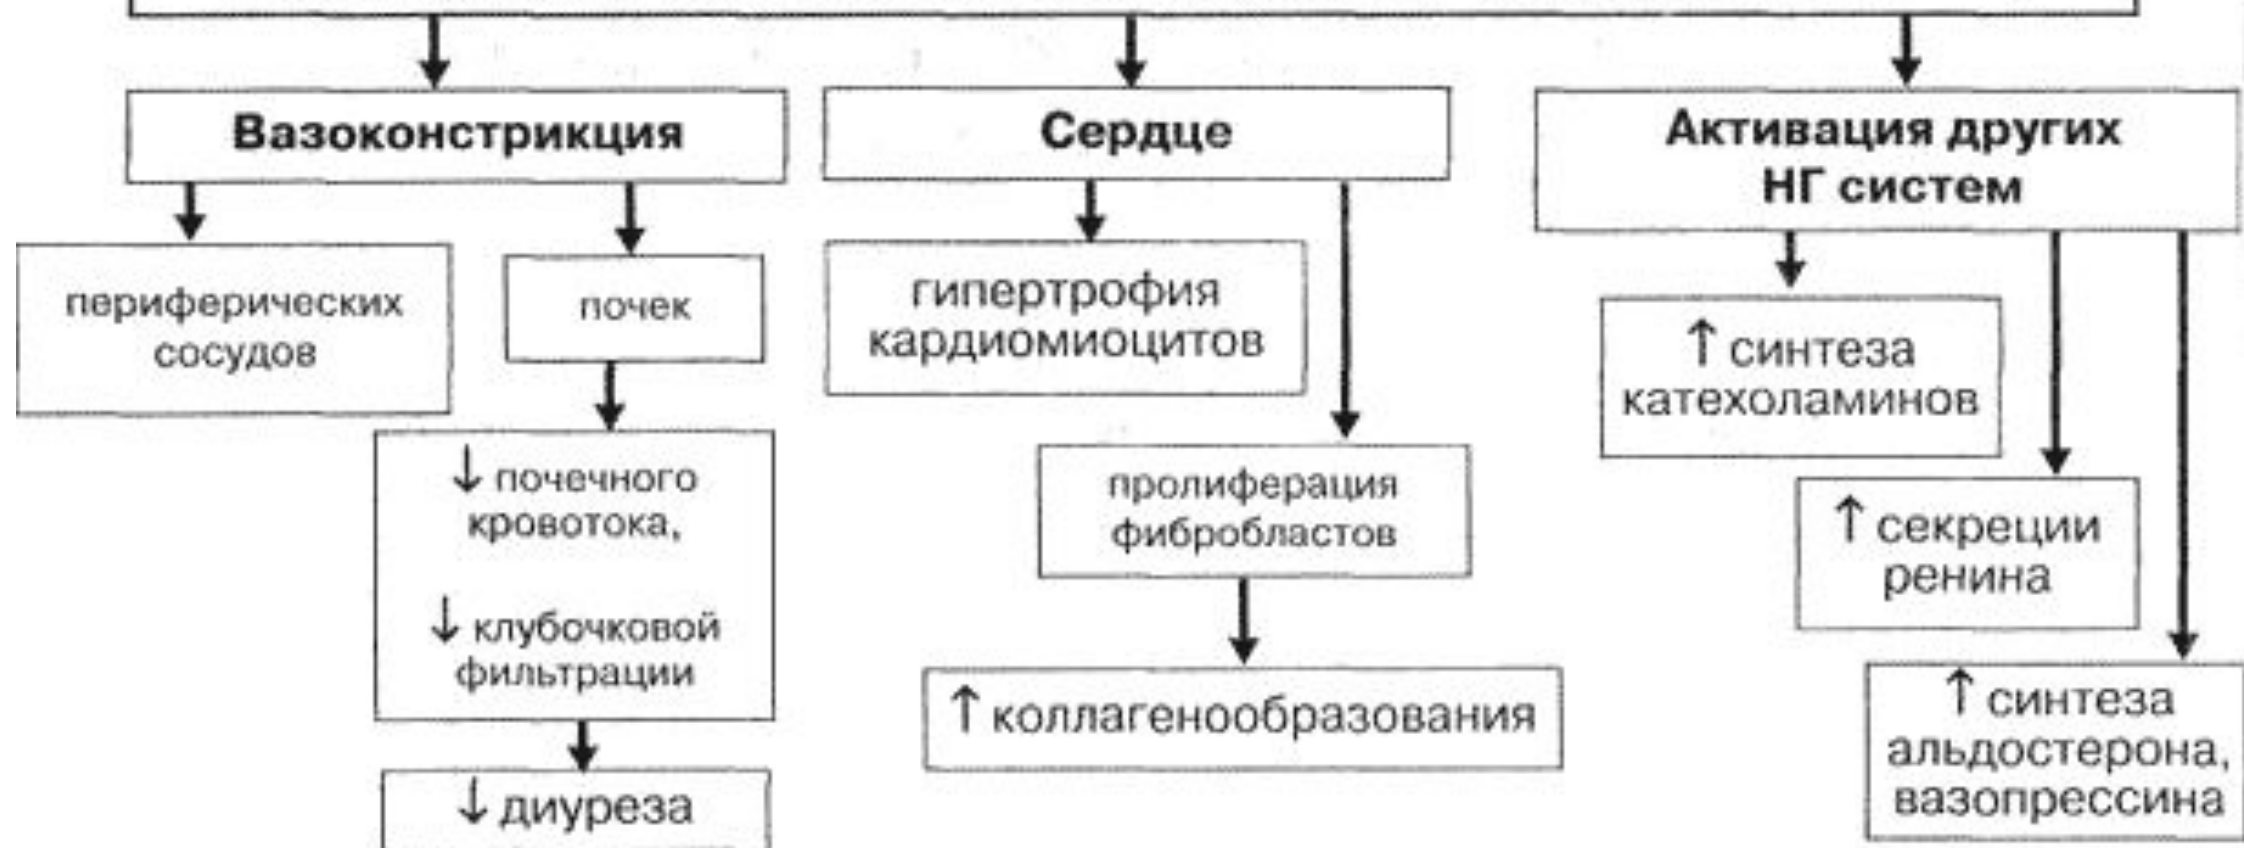 Вазоконстрикция
периферических
сосудов
почек
↓ почечного
кровотока,
↓ клубочковой
фильтрации
↓ диуреза
Сердце
гипертрофия
кардиомиоцитов
пролиферация
фибробластов
↑ коллагенообразования
Активация других
НГ систем
↑ синтеза
катехоламинов
↑ секреции
ренина
↑ синтеза
альдостерона,
вазопрессина